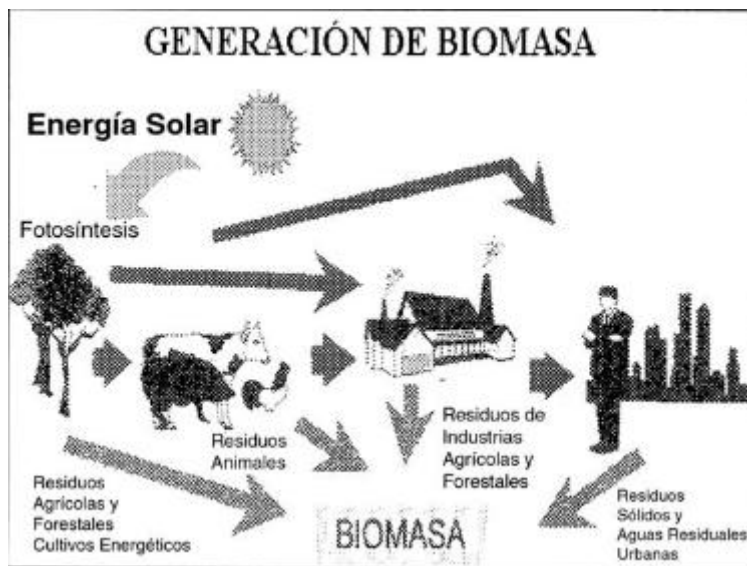 GENERACIÓN DE BIOMASA
Energía Solar
Fotosíntesis
Residuos
Animales
Residuos de
Industrias
Agrícolas y
Forestales
Residuos
Agrícolas y
Forestales
Cultivos Energéticos
BIOMASA
Residuos
Sólidos y
Aguas Residuales
Urbanas